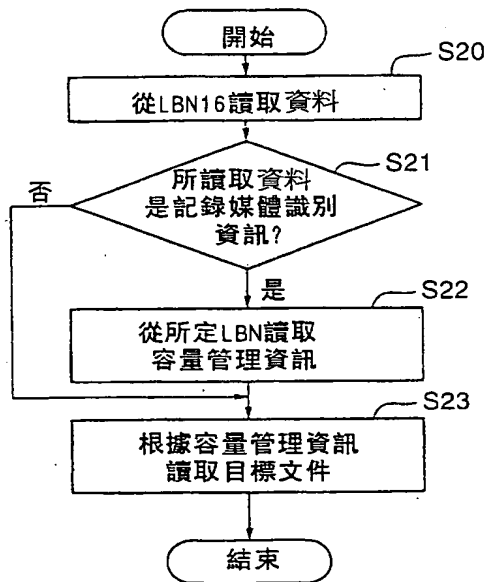 開始
S20
從LBN16讀取資料
S21
所讀取資料
是記錄媒體識別
資訊?
否
是
S22
從所定LBN讀取
容量管理資訊
S23
根據容量管理資訊
讀取目標文件
結束